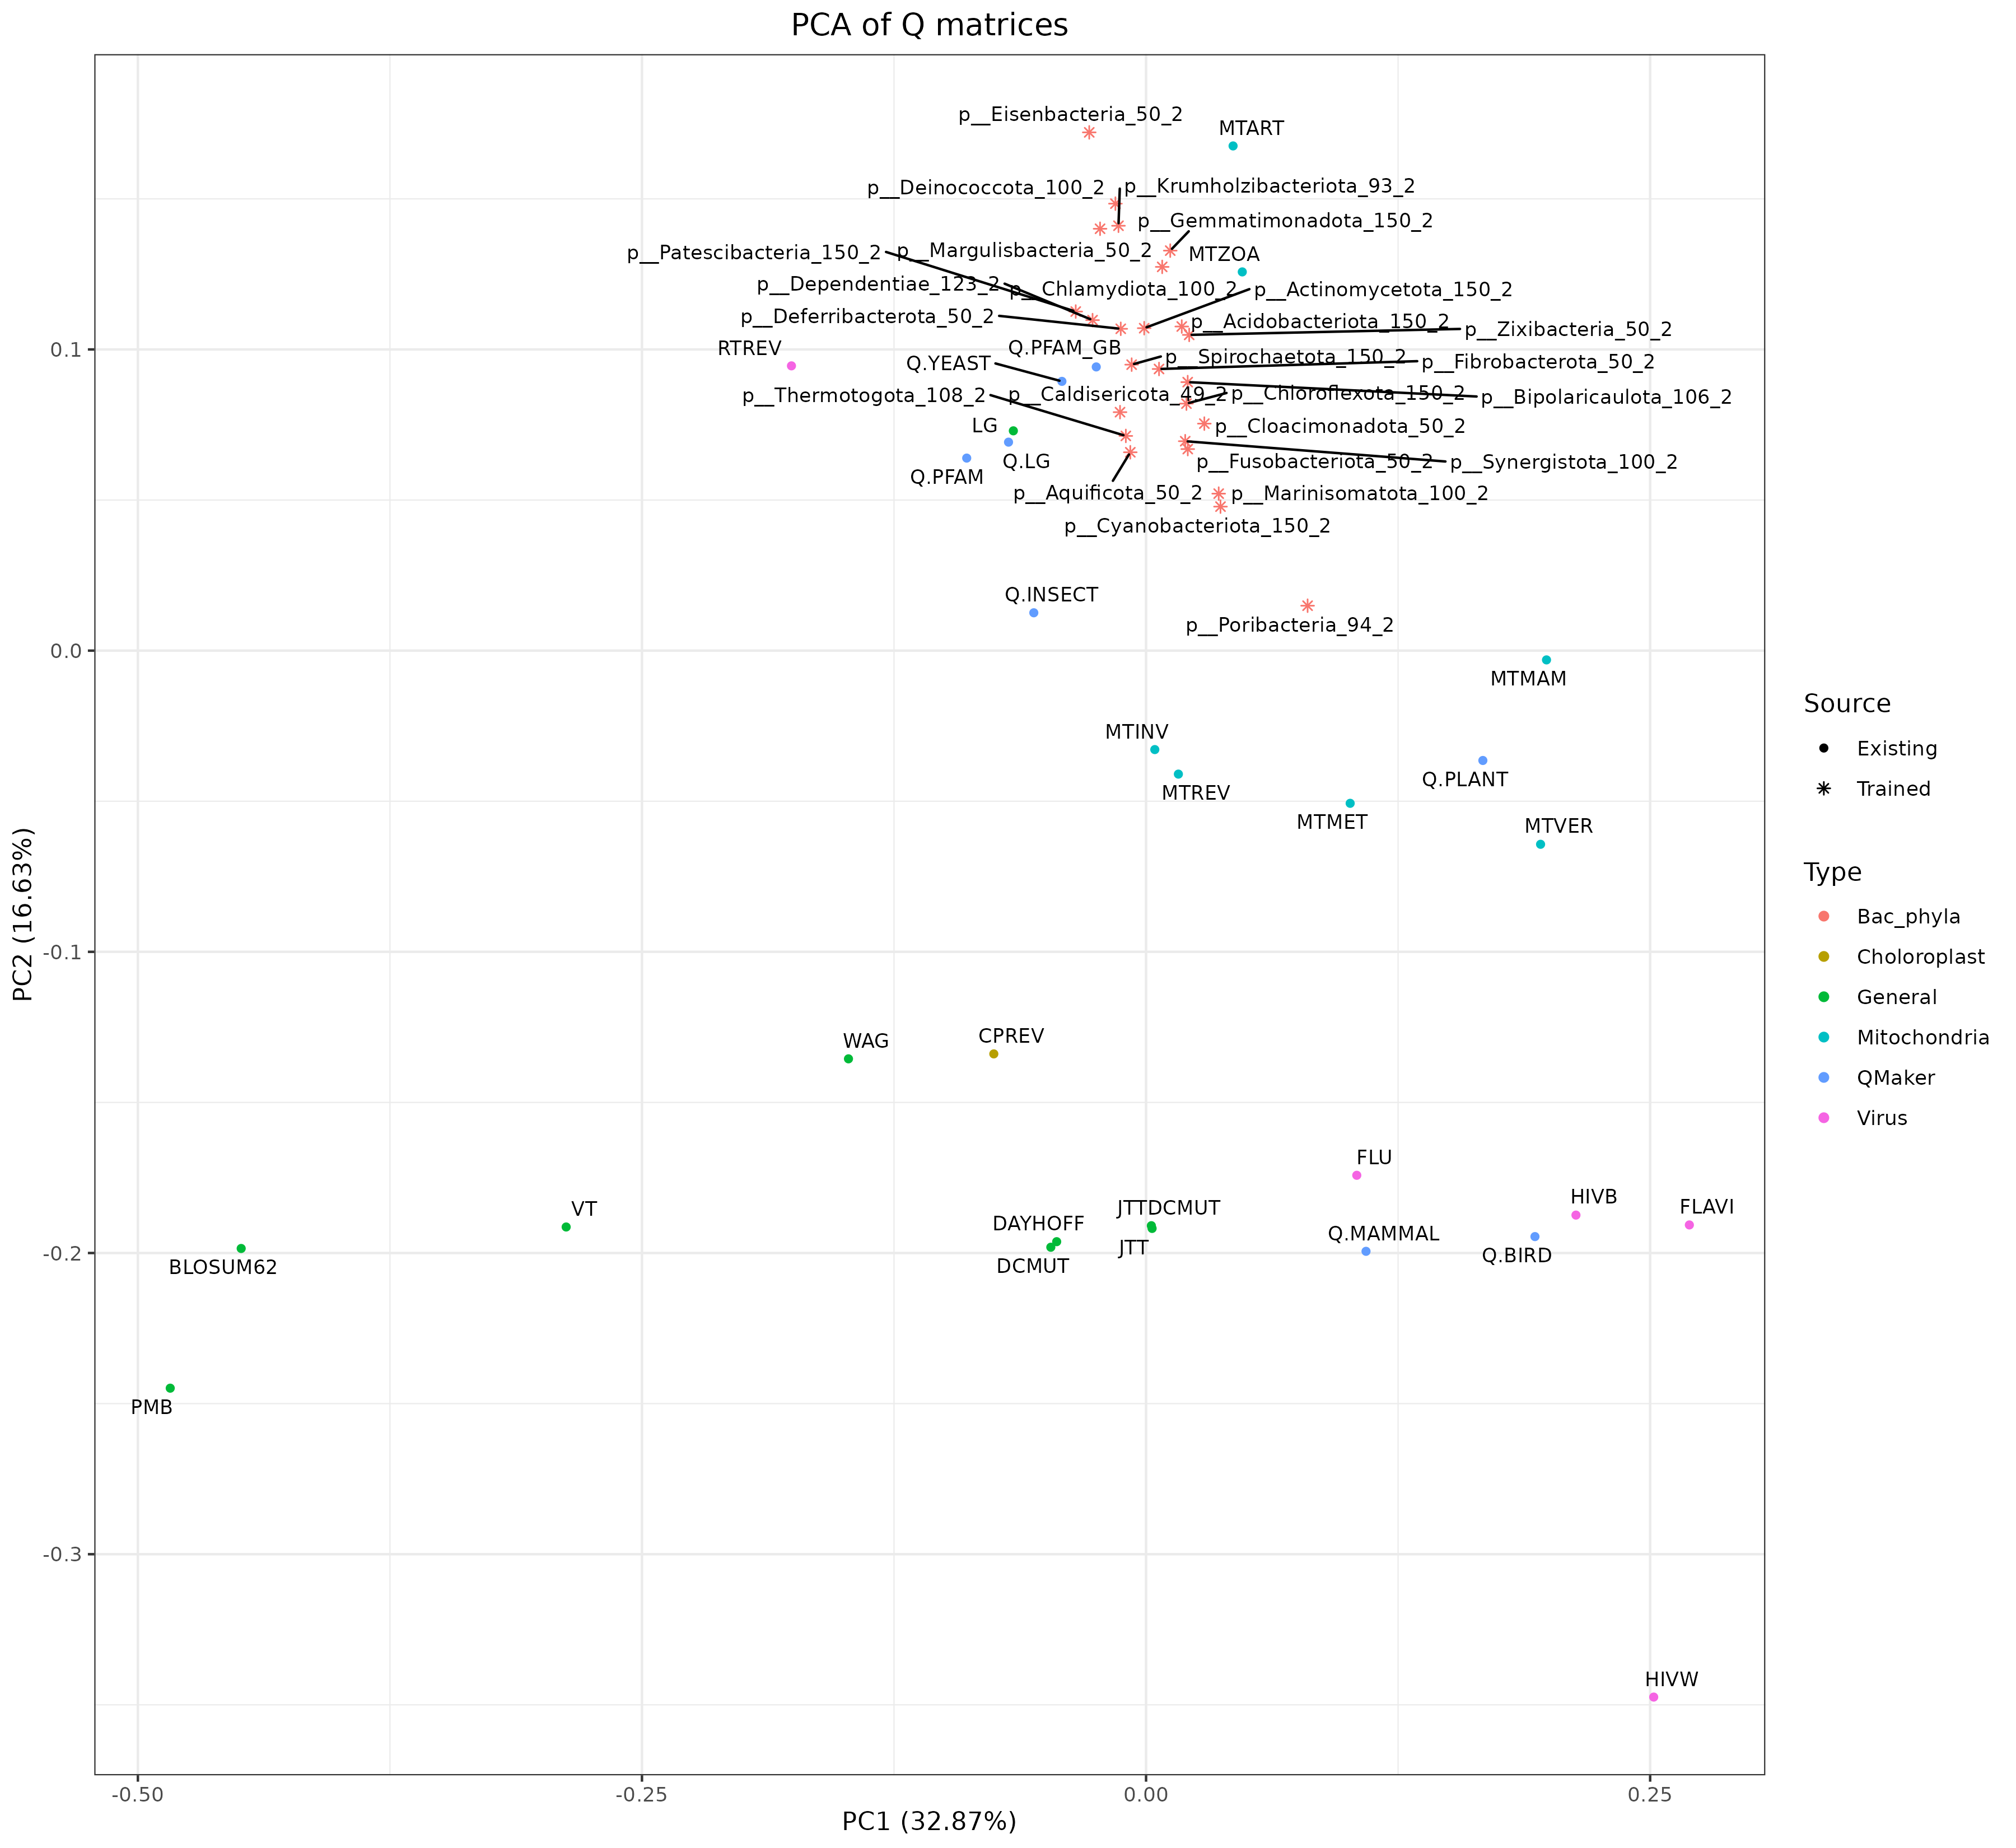 PCA of Q matrices
p__Eisenbacteria_50_2
MTART
p__Deinococcota_100_2
p__Krumholzibacteriota_93_2
p__Gemmatimonadota_150_2
p__Patescibacteria_150_2
p__Margulisbacteria_50_2
MTZOA
p__Dependentiae_123_2
p__Chlamydiota_100_2
p__Actinomycetota_150_2
p__Deferribacterota_50_2
p__Acidobacteriota_150_2
p__Zixibacteria_50_2
RTREV
Q.PFAM_GB
0.1
Q.YEAST
p__Spirochaetota_150_2
p__Fibrobacterota_50_2
p__Thermotogota_108_2
p__Caldisericota_49_2
p__Chloroflexota_150_2
p__Bipolaricaulota_106_2
LG
p__Cloacimonadota_50_2
Q.LG
p__Fusobacteriota_50_2
p__Synergistota_100_2
Q.PFAM
p__Aquificota_50_2
p__Marinisomatota_100_2
p__Cyanobacteriota_150_2
Q.INSECT
p__Poribacteria_94_2
0.0
MTMAM
MTINV
Q.PLANT
MTREV
MTMET
MTVER
PC2 (16.63%)
-0.1
WAG
CPREV
FLU
HIVB
FLAVI
VT
JTTDCMUT
DAYHOFF
Q.MAMMAL
JTT
-0.2
Q.BIRD
BLOSUM62
DCMUT
PMB
-0.3
HIVW
-0.50
-0.25
0.00
0.25
PC1 (32.87%)
Source
Existing
Trained
Type
Bac_phyla
Choloroplast
General
Mitochondria
QMaker
Virus